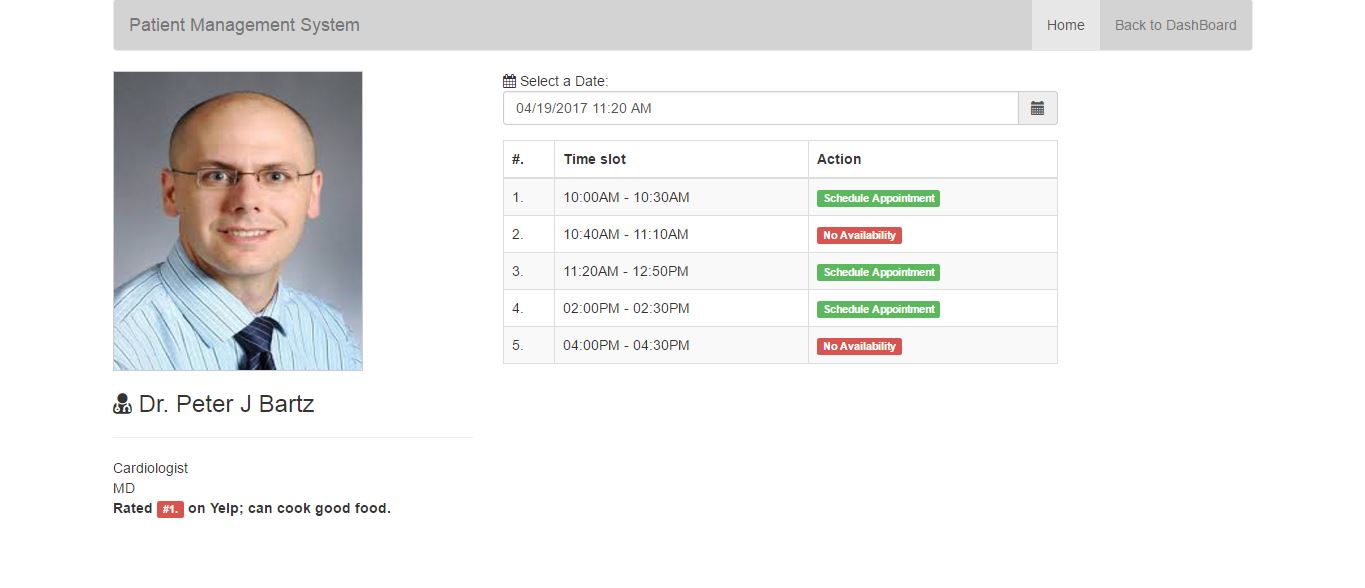 Patient Management System
Home
Back to DashBoard
Select a Date:
04/19/2017 11:20 AM
#. Time slot Action
1. 10:00AM - 10:30AM Schedule Appointment
2. 10:40AM - 11:10AM No Availability
3. 11:20AM - 12:50PM Schedule Appointment
4. 02:00PM - 02:30PM Schedule Appointment
5. 04:00PM - 04:30PM No Availability
Dr. Peter J Bartz
Cardiologist
MD
Rated #1. on Yelp; can cook good food.